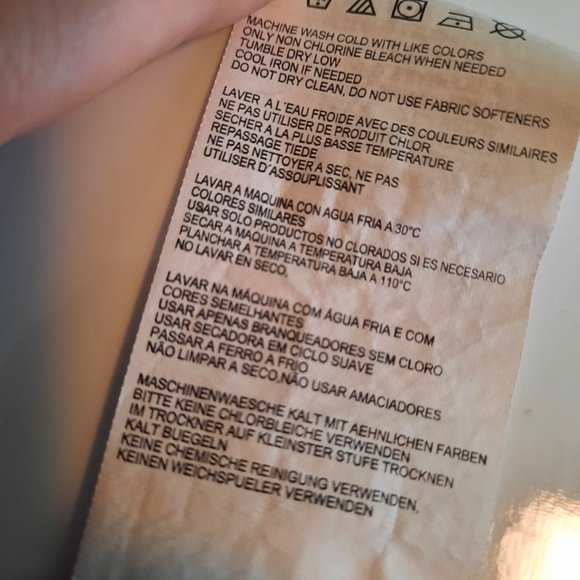 MACHINE WASH COLD WITH LIKE COLORS
ONLY NON CHLORINE BLEACH WHEN NEEDED
TUMBLE DRY LOW
COOL IRON IF NEEDED
DO NOT DRY CLEAN, DO NOT USE FABRIC SOFTENERS
LAVER A L´EAU FROIDE AVEC DES COULEURS SIMILAIRES
NE PAS UTILISER DE PRODUIT CHLOR
SECHER A LA PLUS BASSE TEMPERATURE
REPASSAGE TIEDE
NE PAS NETTOYER A SEC, NE PAS
UTILISER D´ASSOUPLISSANT
LAVAR A MAQUINA CON AGUA FRIA A 30°C
COLORES SIMILARES
USAR SOLO PRODUCTOS NO CLORADOS SI ES NECESARIO
SECAR A MAQUINA A TEMPERATURA BAJA
PLANCHAR A TEMPERATURA BAJA A 110°C
NO LAVAR EN SECO,
LAVAR NA MÁQUINA COM ÁGUA FRIA E COM
CORES SEMELHANTES
USAR APENAS BRANQUEADORES SEM CLORO
USAR SECADORA EM CICLO SUAVE
PASSAR A FERRO A FRIO
NÃO LIMPAR A SECO,NÃO USAR AMACIADORES
MASCHINENWAESCHE KALT MIT AEHNLICHEN FARBEN
BITTE KEINE CHLORBLEICHE VERWENDEN
IM TROCKNER AUF KLEINSTER STUFE TROCKNEN
KALT BUEGELN
KEINE CHEMISCHE REINIGUNG VERWENDEN,
KEINEN WEICHSPUELER VERWENDEN